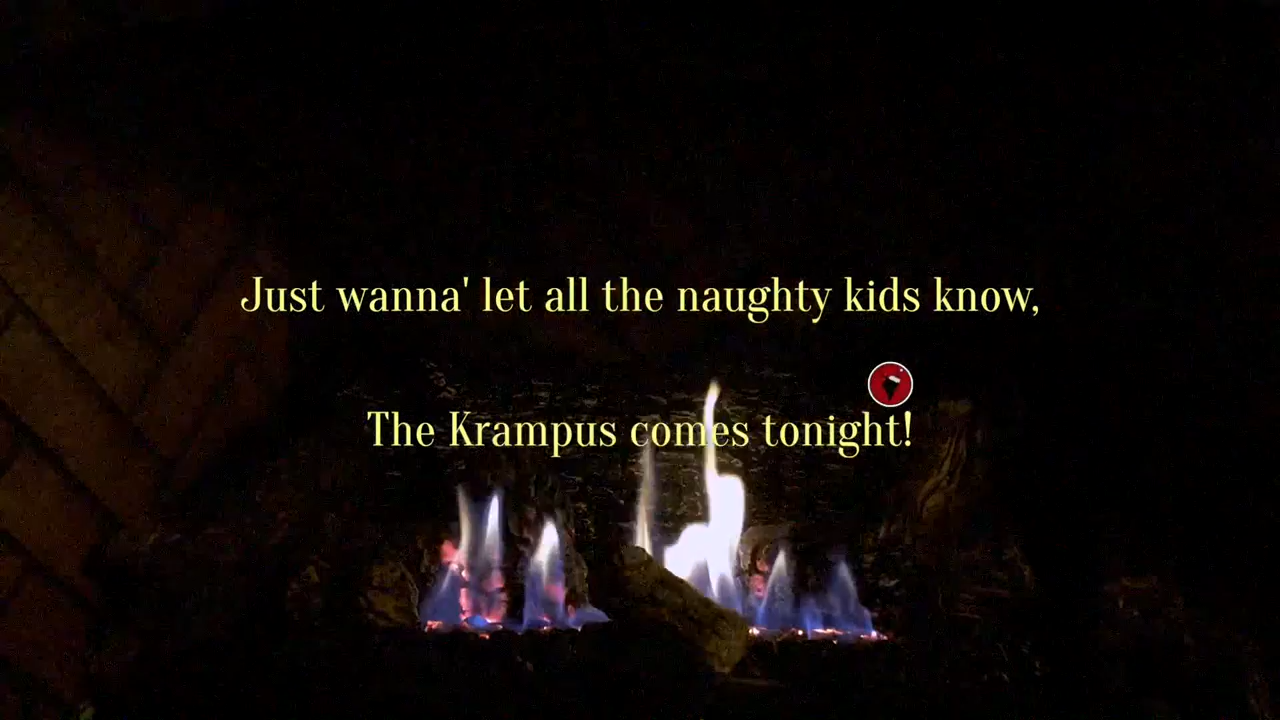 Just wanna' let all the naughty kids know,
The Krampus comes tonight!